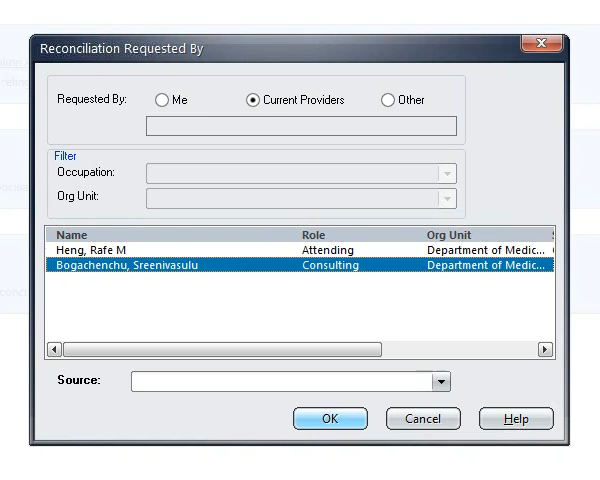 Reconciliation Requested By
Requested By: Me Current Providers Other
Filter
Occupation:
Org Unit:
Name Role Org Unit
Heng, Rafe M Attending Department of Medic...
Bogachenchu, Sreenivasulu Consulting Department of Medic...
Source:
OK Cancel Help